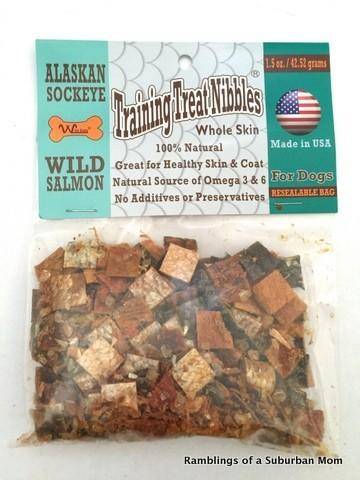 ALASKAN
SOCKEYE
WILD
SALMON
Training Treat Nibbles®
Whole Skin
100% Natural
Great for Healthy Skin & Coat
Natural Source of Omega 3 & 6
No Additives or Preservatives
1.5 oz. / 42.52 grams
Made in USA
For Dogs
RESEALABLE BAG
Ramblings of a Suburban Mom